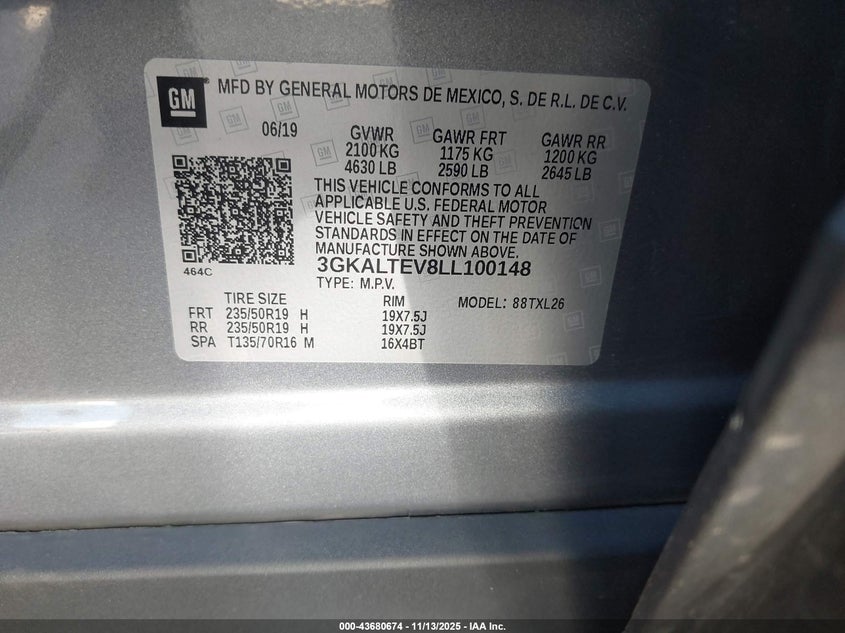 GM
MFD BY GENERAL MOTORS DE MEXICO, S. DE R.L. DE C.V.
06/19 GVWR GAWR FRT GAWR RR
2100 KG 1175 KG 1200 KG
4630 LB 2590 LB 2645 LB
THIS VEHICLE CONFORMS TO ALL
APPLICABLE U.S. FEDERAL MOTOR
VEHICLE SAFETY AND THEFT PREVENTION
STANDARDS IN EFFECT ON THE DATE OF
MANUFACTURE SHOWN ABOVE.
464C
3GKALTEV8LL100148
TYPE: M.P.V.
TIRE SIZE RIM MODEL: 88TXL26
FRT 235/50R19 H 19X7.5J
RR 235/50R19 H 19X7.5J
SPA T135/70R16 M 16X4BT
000-43680674 | 11/13/2025 - IAA Inc.